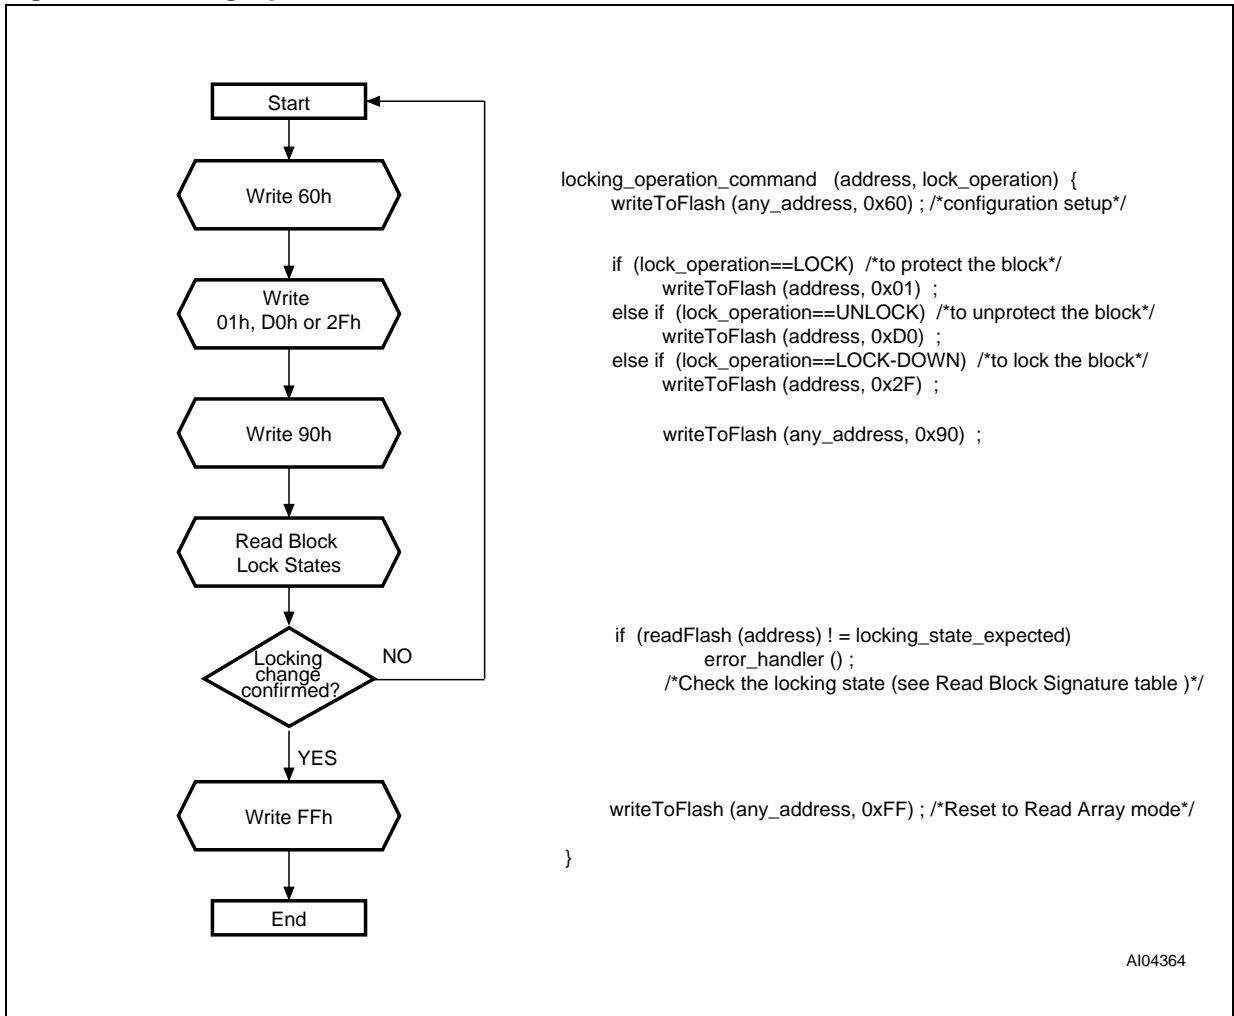 Start
Write 60h
Write
01h, D0h or 2Fh
Write 90h
Read Block
Lock States
Locking
change
confirmed?
NO
YES
Write FFh
End
locking_operation_command (address, lock_operation) {
writeToFlash (any_address, 0x60) ; /*configuration setup*/
if (lock_operation==LOCK) /*to protect the block*/
writeToFlash (address, 0x01) ;
else if (lock_operation==UNLOCK) /*to unprotect the block*/
writeToFlash (address, 0xD0) ;
else if (lock_operation==LOCK-DOWN) /*to lock the block*/
writeToFlash (address, 0x2F) ;
writeToFlash (any_address, 0x90) ;
if (readFlash (address) ! = locking_state_expected)
error_handler () ;
/*Check the locking state (see Read Block Signature table )*/
writeToFlash (any_address, 0xFF) ; /*Reset to Read Array mode*/
}
AI04364